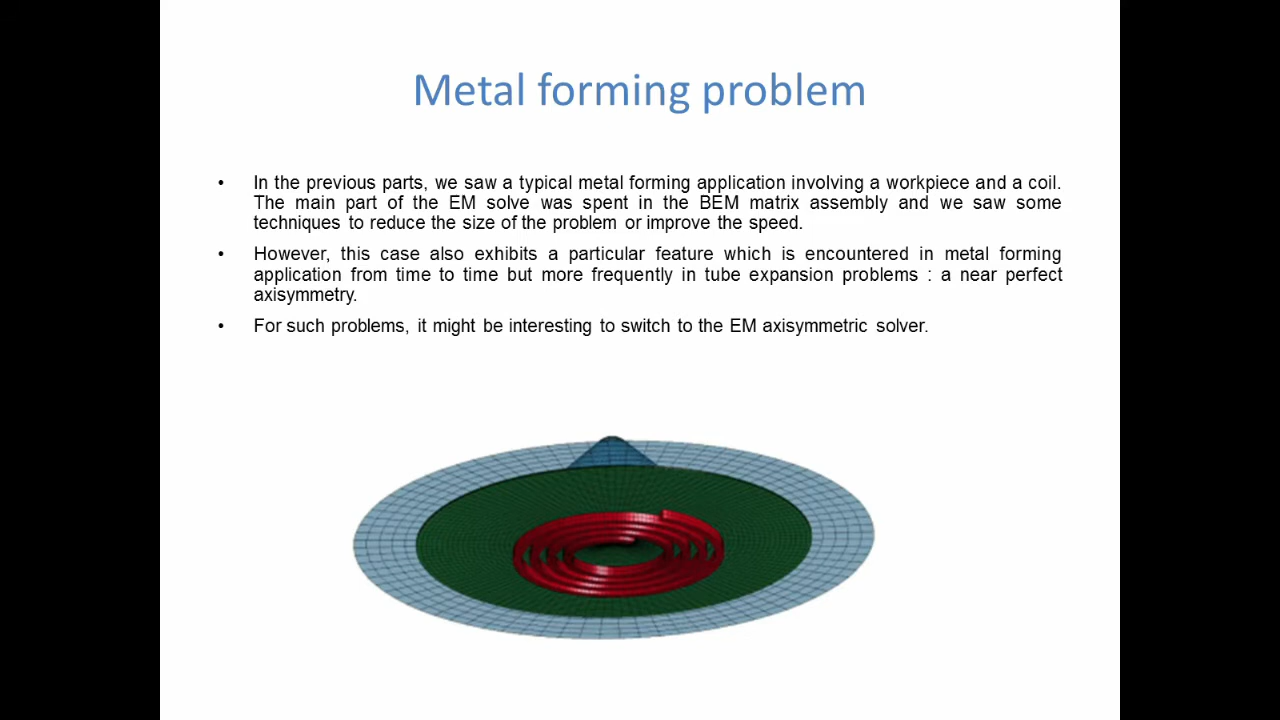 Metal forming problem
• In the previous parts, we saw a typical metal forming application involving a workpiece and a coil.
The main part of the EM solve was spent in the BEM matrix assembly and we saw some
techniques to reduce the size of the problem or improve the speed.
• However, this case also exhibits a particular feature which is encountered in metal forming
application from time to time but more frequently in tube expansion problems : a near perfect
axisymmetry.
• For such problems, it might be interesting to switch to the EM axisymmetric solver.